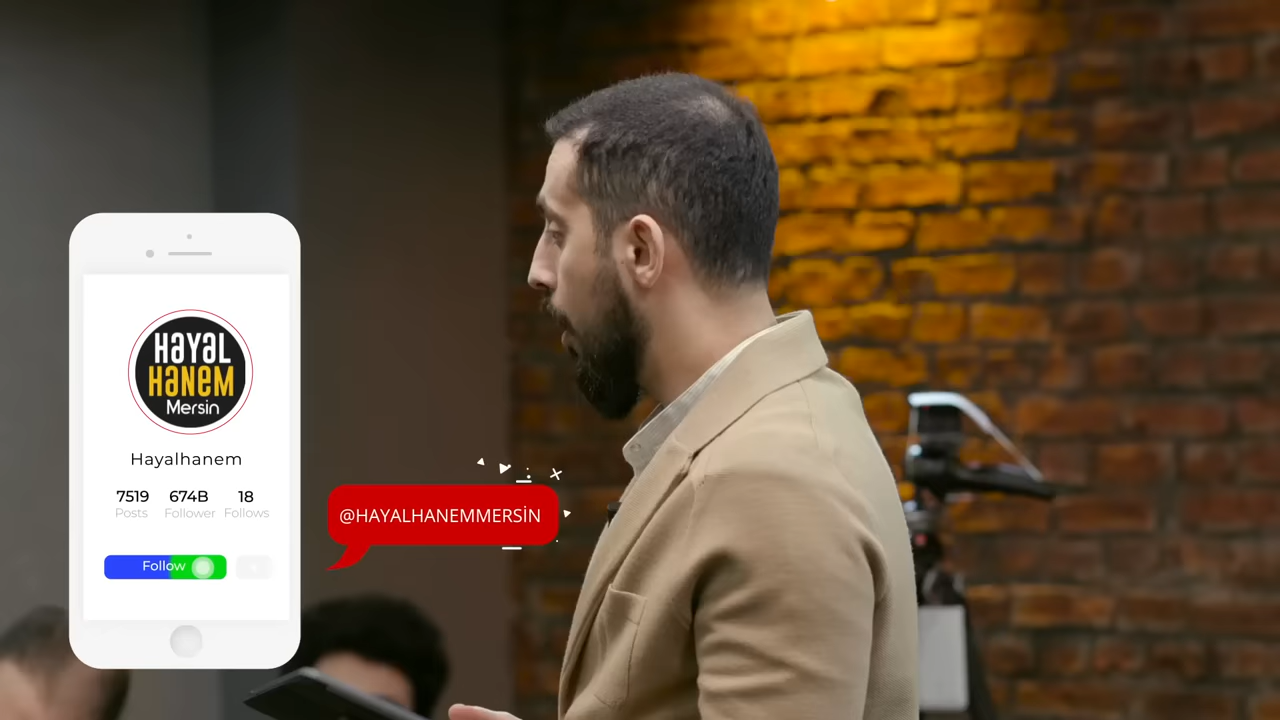 HaYaL
HaNeM
Mersin
Hayalhanem
7519 674B 18
Posts Follower Follows
Follow
@HAYALHANEMMERSİN